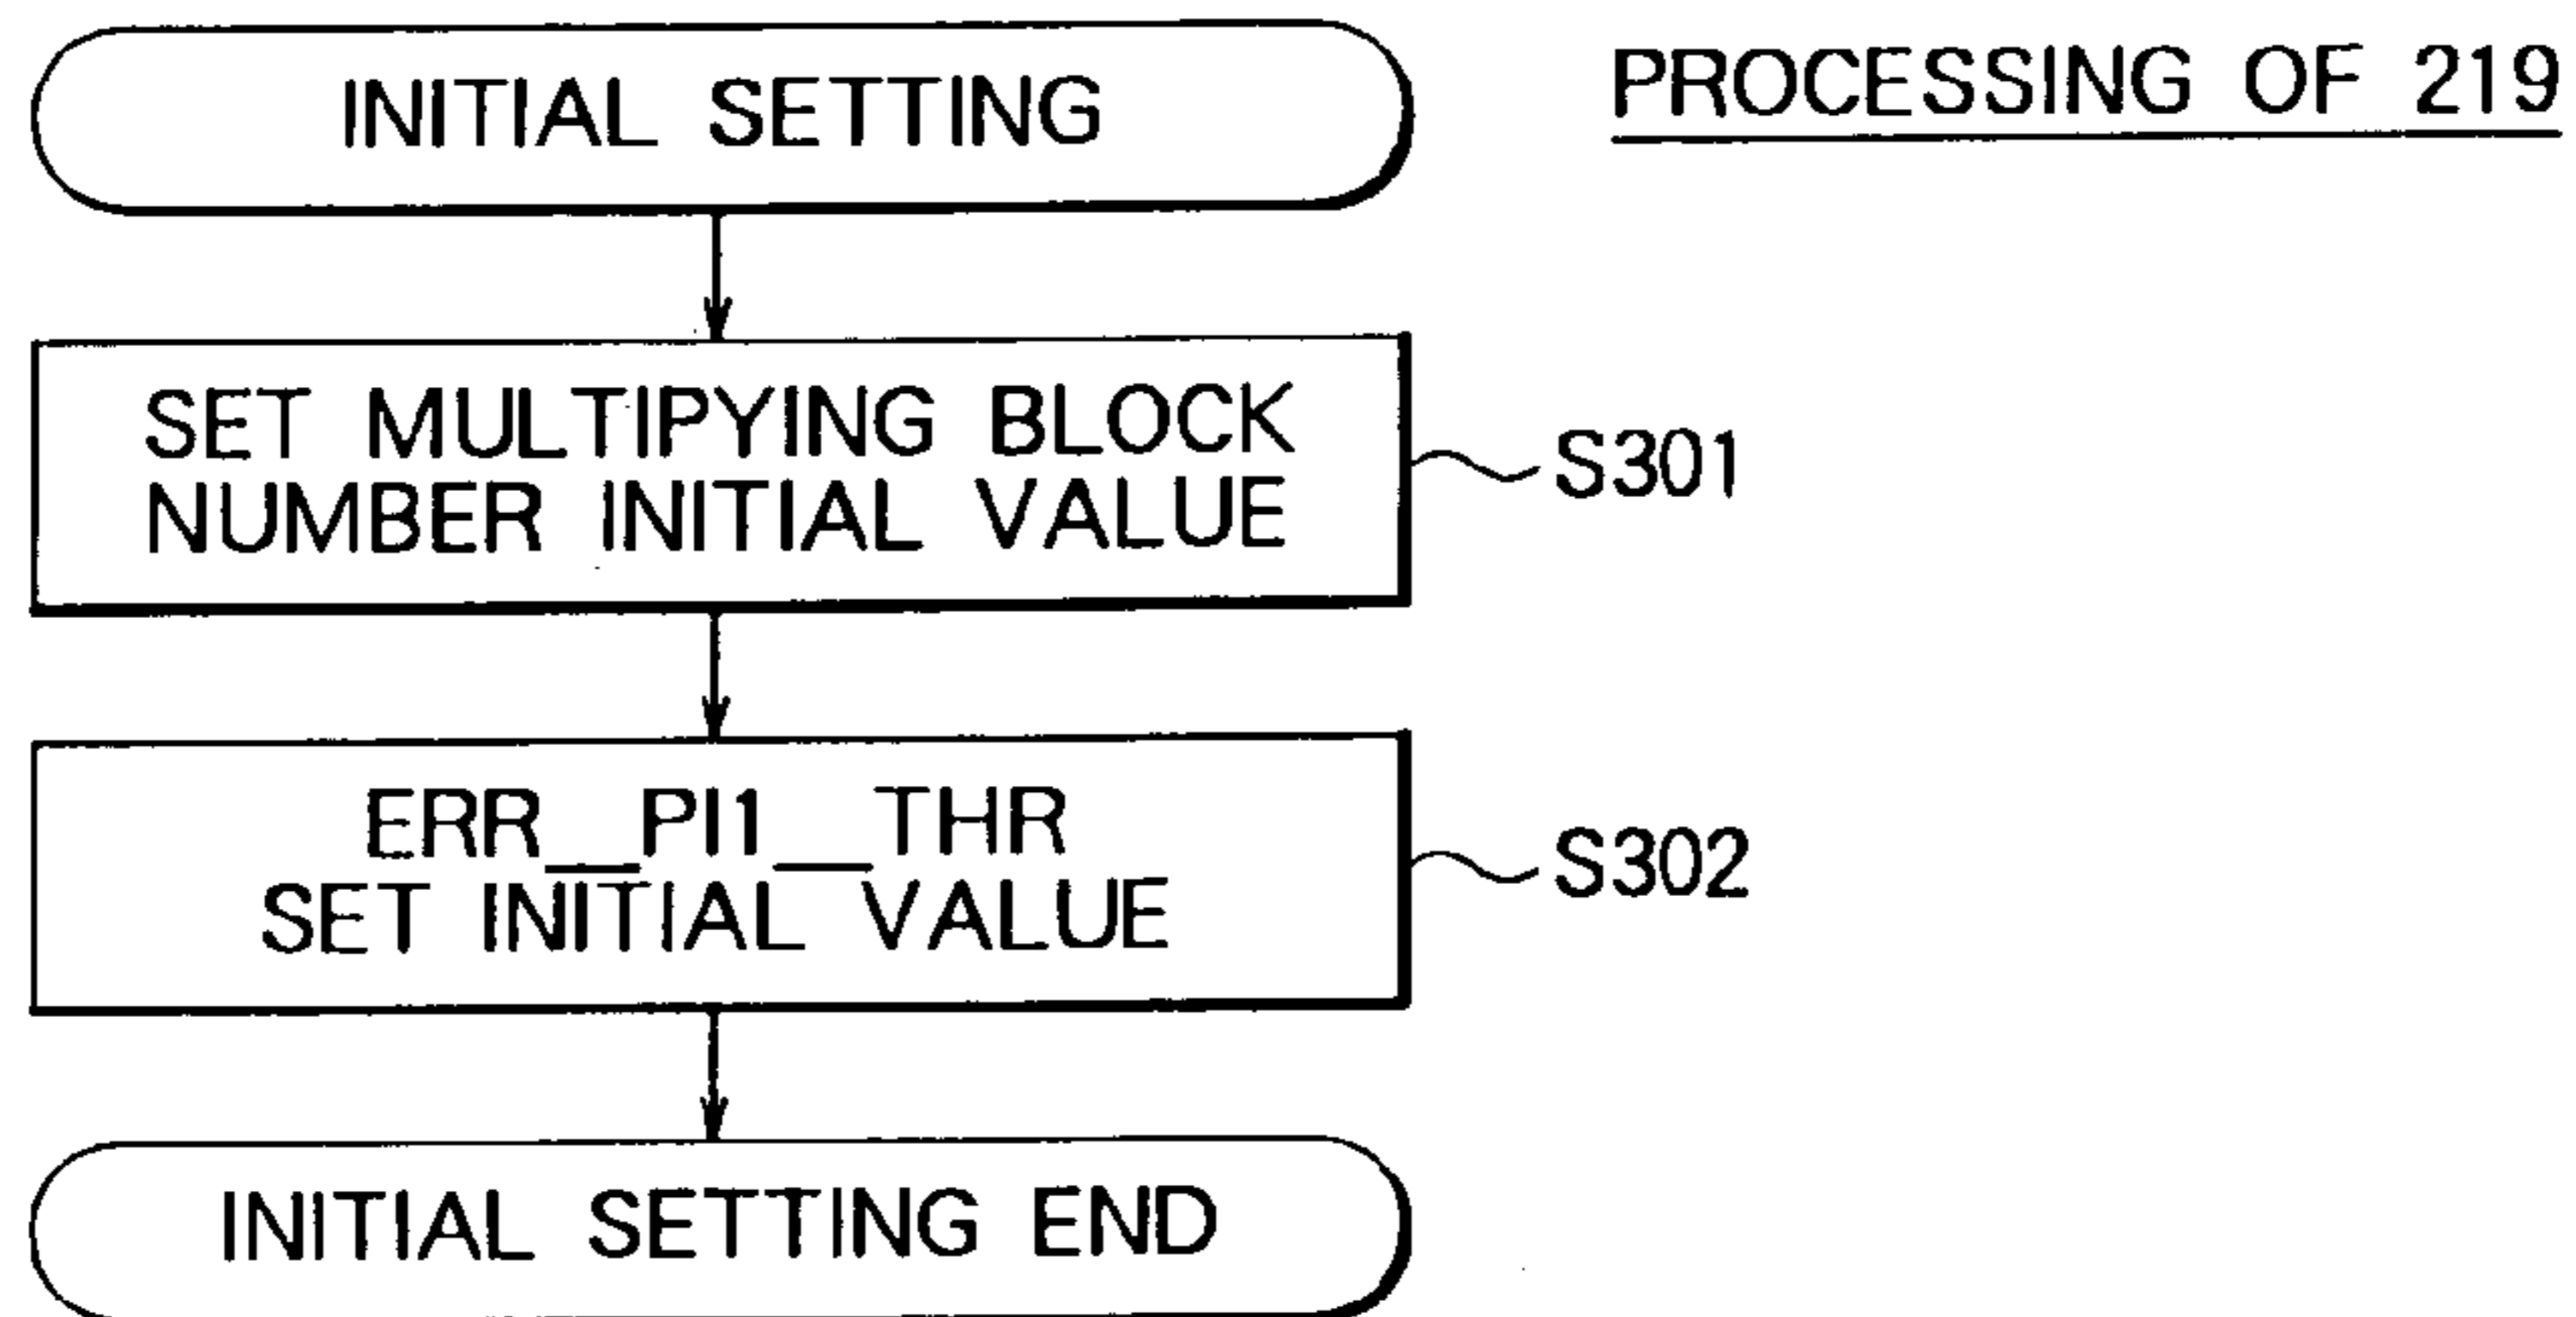 INITIAL SETTING
PROCESSING OF 219
SET MULTIPYING BLOCK
NUMBER INITIAL VALUE
S301
ERR__PI1__THR
SET INITIAL VALUE
S302
INITIAL SETTING END